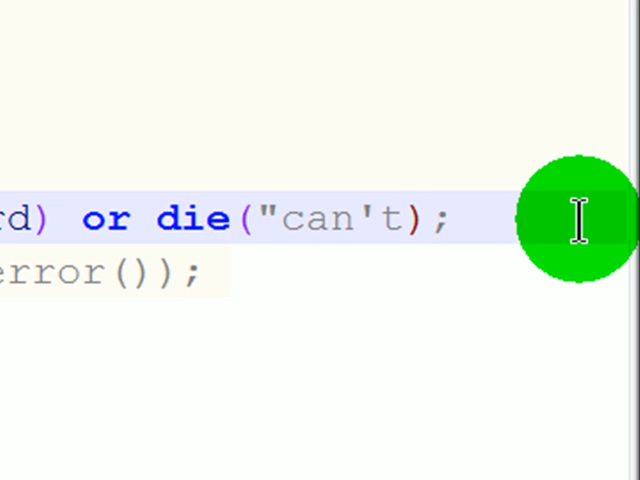 rd) or die("can't);
error());